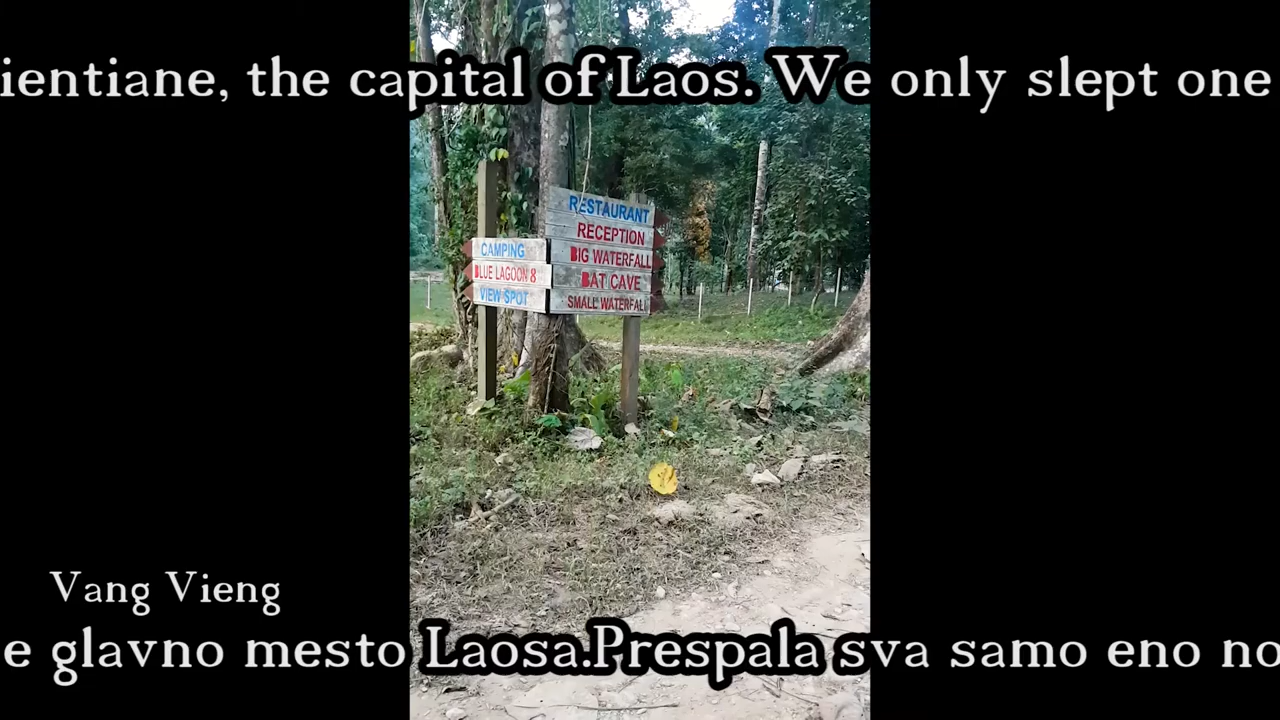 ientiane, the capital of Laos. We only slept one
RESTAURANT
RECEPTION
BIG WATERFALL
BAT CAVE
SMALL WATERFALL
CAMPING
BLUE LAGOON 8
VIEW SPOT
Vang Vieng
e glavno mesto Laosa.Prespala sva samo eno no